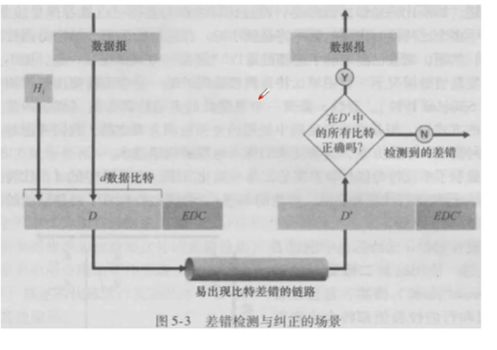 数据报
数据报
Y
H₁
在D'中
的所有比特
正确吗?
N
检测到的差错
d数据比特
D
EDC
D'
EDC'
易出现比特差错的链路
图 5-3 差错检测与纠正的场景